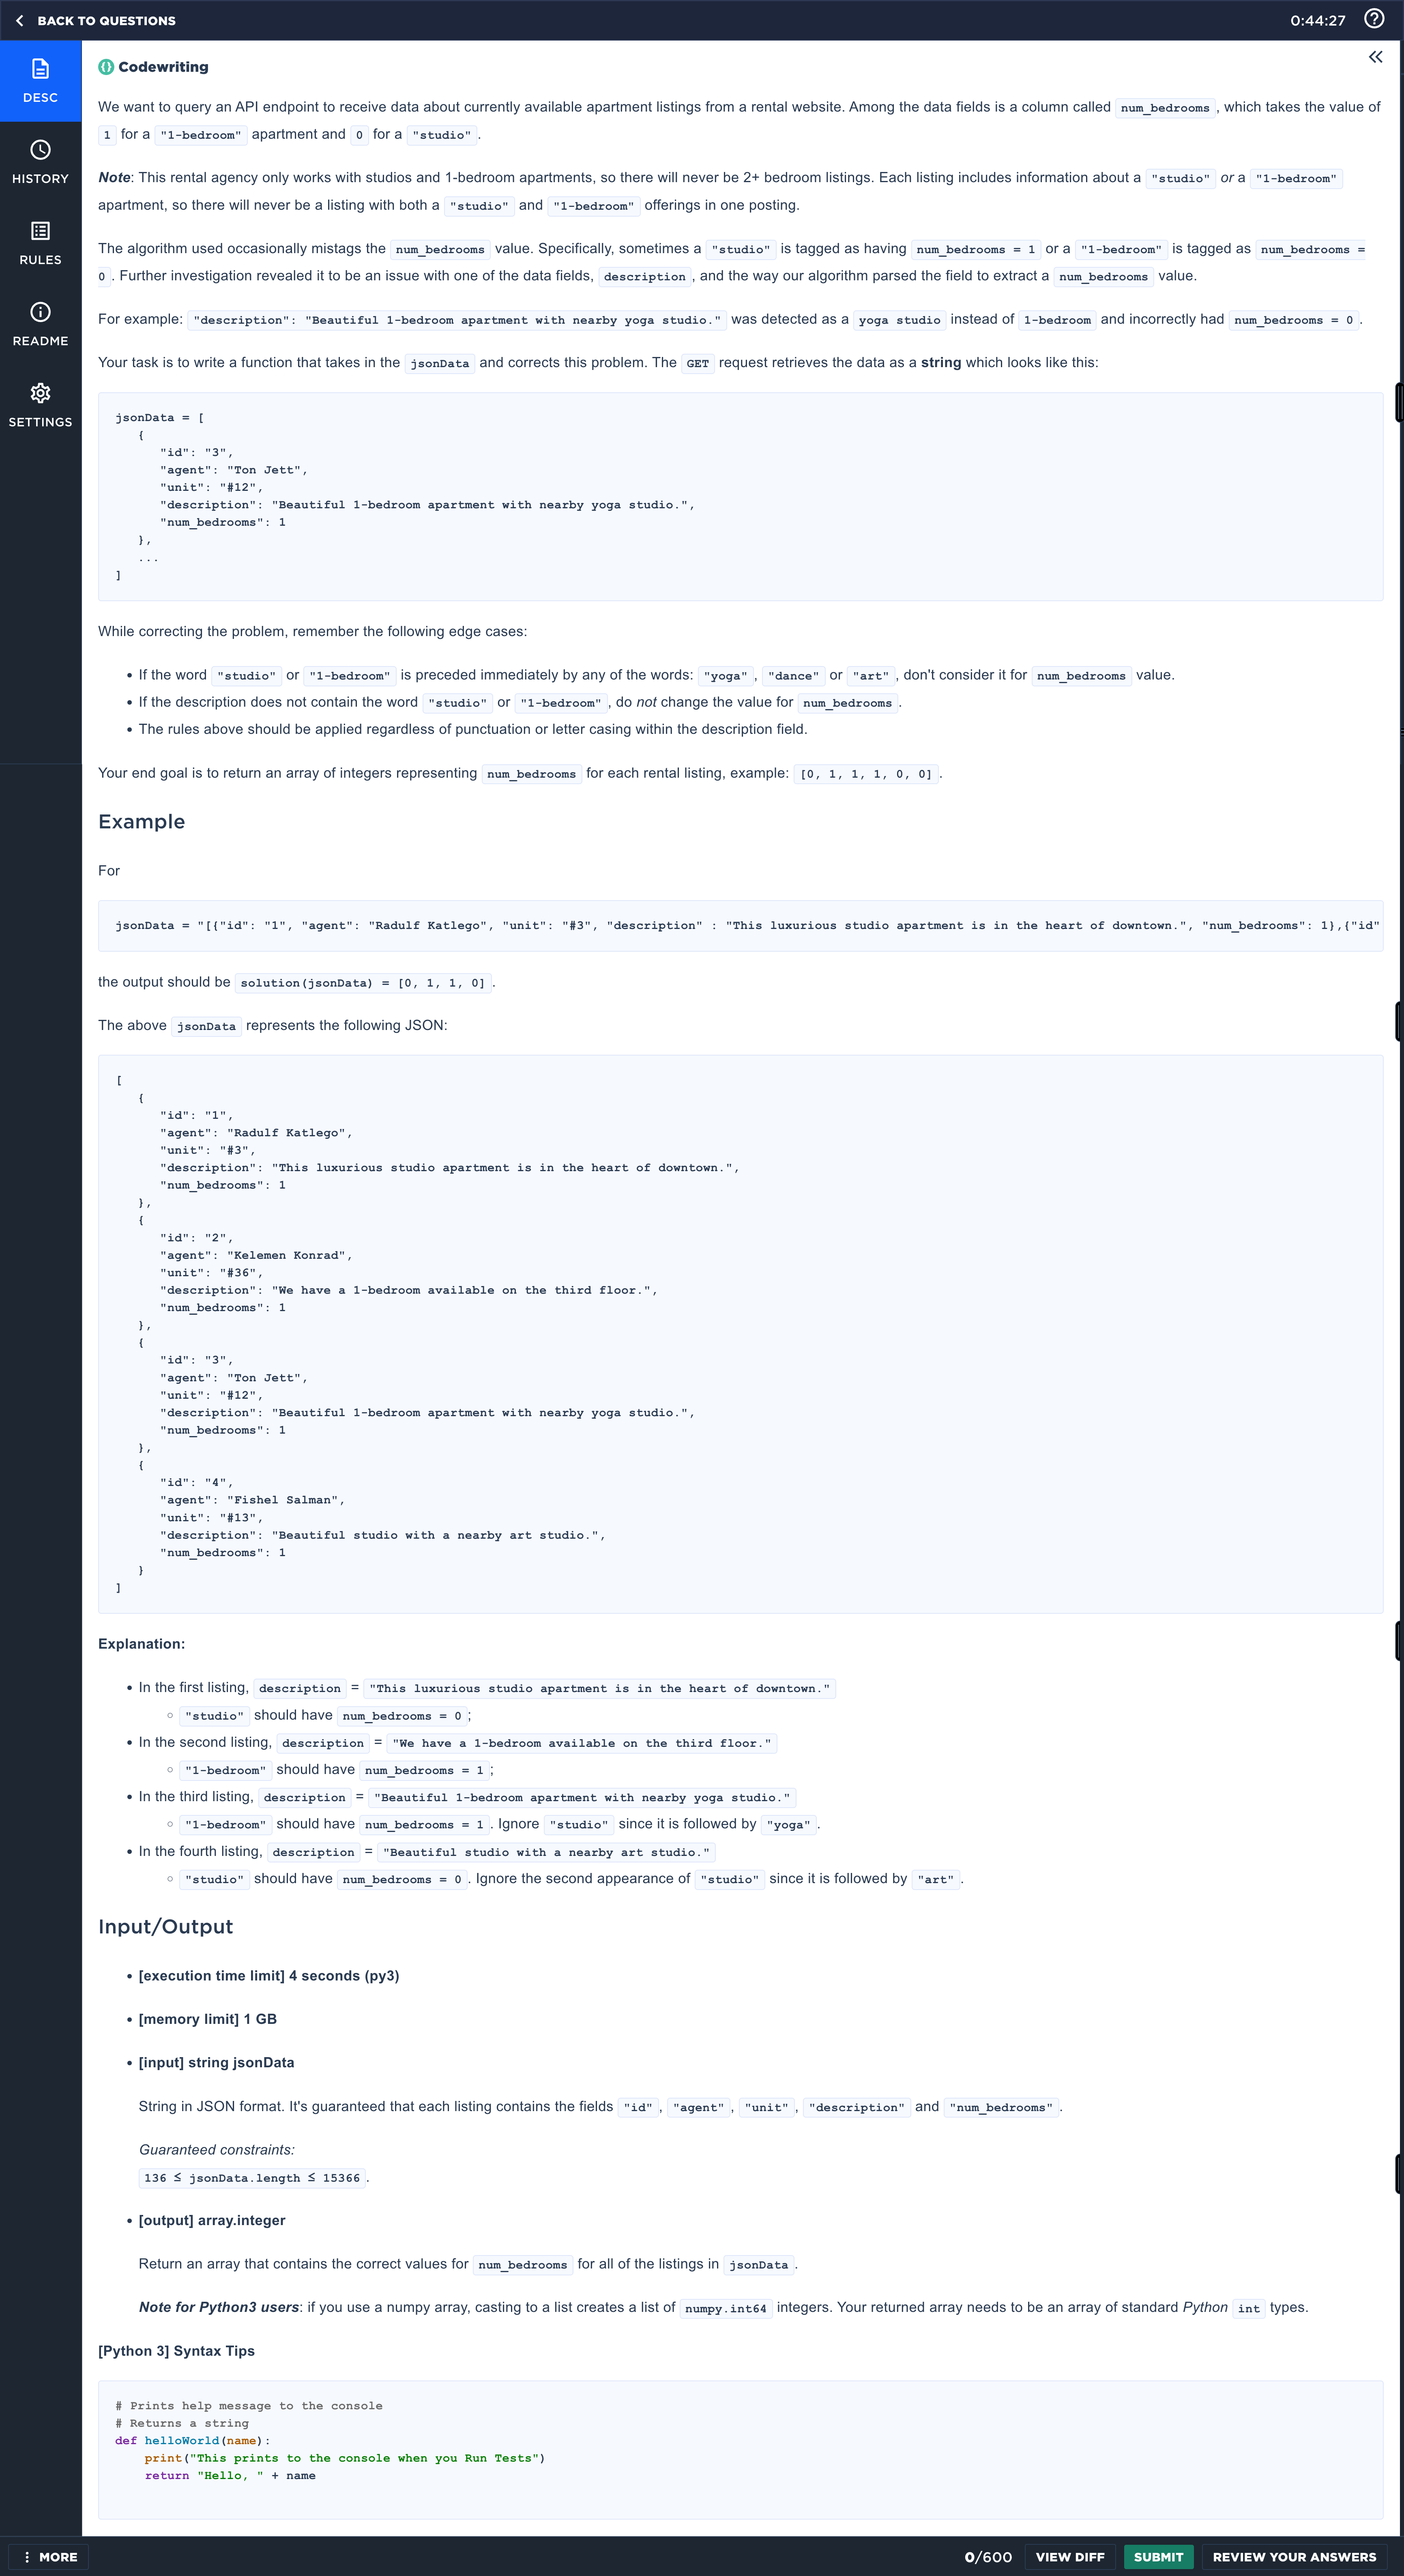 BACK TO QUESTIONS
0:44:27
DESC
HISTORY
RULES
README
SETTINGS
Codewriting
We want to query an API endpoint to receive data about currently available apartment listings from a rental website. Among the data fields is a column called num_bedrooms, which takes the value of
1 for a "1-bedroom" apartment and 0 for a "studio".
Note: This rental agency only works with studios and 1-bedroom apartments, so there will never be 2+ bedroom listings. Each listing includes information about a "studio" or a "1-bedroom"
apartment, so there will never be a listing with both a "studio" and "1-bedroom" offerings in one posting.
The algorithm used occasionally mistags the num_bedrooms value. Specifically, sometimes a "studio" is tagged as having num_bedrooms = 1 or a "1-bedroom" is tagged as num_bedrooms =
0. Further investigation revealed it to be an issue with one of the data fields, description, and the way our algorithm parsed the field to extract a num_bedrooms value.
For example: "description": "Beautiful 1-bedroom apartment with nearby yoga studio." was detected as a yoga studio instead of 1-bedroom and incorrectly had num_bedrooms = 0.
Your task is to write a function that takes in the jsonData and corrects this problem. The GET request retrieves the data as a string which looks like this:
jsonData = [
{
"id": "3",
"agent": "Ton Jett",
"unit": "#12",
"description": "Beautiful 1-bedroom apartment with nearby yoga studio.",
"num_bedrooms": 1
},
...
]
While correcting the problem, remember the following edge cases:
• If the word "studio" or "1-bedroom" is preceded immediately by any of the words: "yoga", "dance" or "art", don't consider it for num_bedrooms value.
• If the description does not contain the word "studio" or "1-bedroom", do not change the value for num_bedrooms.
• The rules above should be applied regardless of punctuation or letter casing within the description field.
Your end goal is to return an array of integers representing num_bedrooms for each rental listing, example: [0, 1, 1, 1, 0, 0].
Example
For
jsonData = "[{"id": "1", "agent": "Radulf Katlego", "unit": "#3", "description" : "This luxurious studio apartment is in the heart of downtown.", "num_bedrooms": 1},{"id"
the output should be solution(jsonData) = [0, 1, 1, 0].
The above jsonData represents the following JSON:
[
{
"id": "1",
"agent": "Radulf Katlego",
"unit": "#3",
"description": "This luxurious studio apartment is in the heart of downtown.",
"num_bedrooms": 1
},
{
"id": "2",
"agent": "Kelemen Konrad",
"unit": "#36",
"description": "We have a 1-bedroom available on the third floor.",
"num_bedrooms": 1
},
{
"id": "3",
"agent": "Ton Jett",
"unit": "#12",
"description": "Beautiful 1-bedroom apartment with nearby yoga studio.",
"num_bedrooms": 1
},
{
"id": "4",
"agent": "Fishel Salman",
"unit": "#13",
"description": "Beautiful studio with a nearby art studio.",
"num_bedrooms": 1
}
]
Explanation:
• In the first listing, description = "This luxurious studio apartment is in the heart of downtown."
○ "studio" should have num_bedrooms = 0;
• In the second listing, description = "We have a 1-bedroom available on the third floor."
○ "1-bedroom" should have num_bedrooms = 1;
• In the third listing, description = "Beautiful 1-bedroom apartment with nearby yoga studio."
○ "1-bedroom" should have num_bedrooms = 1. Ignore "studio" since it is followed by "yoga".
• In the fourth listing, description = "Beautiful studio with a nearby art studio."
○ "studio" should have num_bedrooms = 0. Ignore the second appearance of "studio" since it is followed by "art".
Input/Output
• [execution time limit] 4 seconds (py3)
• [memory limit] 1 GB
• [input] string jsonData
String in JSON format. It's guaranteed that each listing contains the fields "id", "agent", "unit", "description" and "num_bedrooms".
Guaranteed constraints:
136 ≤ jsonData.length ≤ 15366.
• [output] array.integer
Return an array that contains the correct values for num_bedrooms for all of the listings in jsonData.
Note for Python3 users: if you use a numpy array, casting to a list creates a list of numpy.int64 integers. Your returned array needs to be an array of standard Python int types.
[Python 3] Syntax Tips
# Prints help message to the console
# Returns a string
def helloWorld(name):
print("This prints to the console when you Run Tests")
return "Hello, " + name
MORE
0/600
VIEW DIFF
SUBMIT
REVIEW YOUR ANSWERS